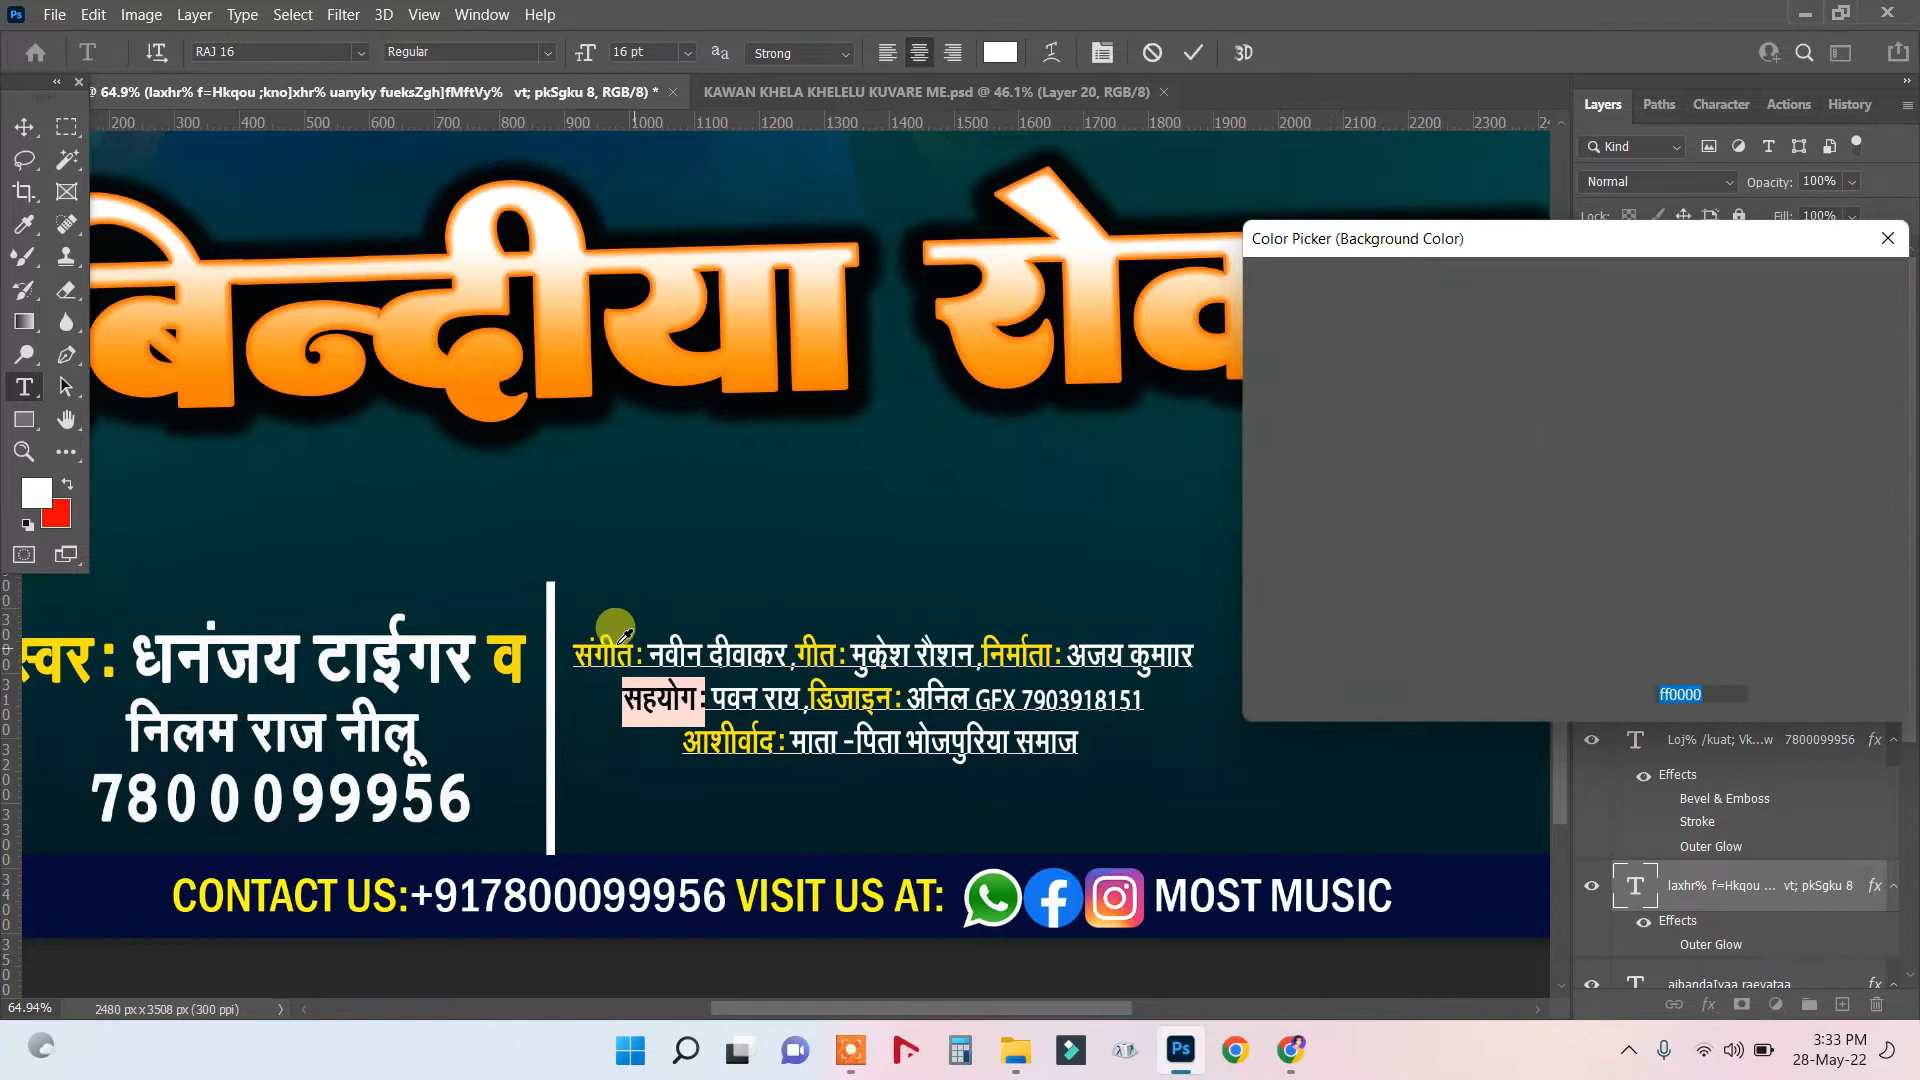 File Edit Image Layer Type Select Filter 3D View Window Help
RAJ 16 Regular 16 pt Strong 3D
@ 64.9% (laxhr% f=Hkqou ;kno]xhr% uanyky fueksZgh]fMftVy% vt; pkSgku 8, RGB/8) *
KAWAN KHELA KHELELU KUVARE ME.psd @ 46.1% (Layer 20, RGB/8)
Layers Paths Character Actions History
200 300 400 500 600 700 800 900 1000 1100 1200 1300 1400 1500 1600 1700 1800 1900 2000 2100 2200 2300
Kind
Normal Opacity: 100%
Lock: Fill: 100%
Color Picker (Background Color)
बिन्दीया
ff0000
स्वर: धनंजय टाईगर व
निलम राज नीलू
7800099956
संगीत: नवीन दीवाकर,गीत: मुकेश रौशन,निर्माता: अजय कुमाार
सहयोग: पवन राय,डिजाइन: अनिल GFX 7903918151
आशीर्वाद: माता -पिता भोजपुरिया समाज
CONTACT US:+917800099956 VISIT US AT: MOST MUSIC
Loj% /kuat; Vk...w 7800099956 fx
Effects
Bevel & Emboss
Stroke
Outer Glow
laxhr% f=Hkqou ... vt; pkSgku 8 fx
Effects
Outer Glow
64.94% 2480 px x 3508 px (300 ppi)
3:33 PM
28-May-22